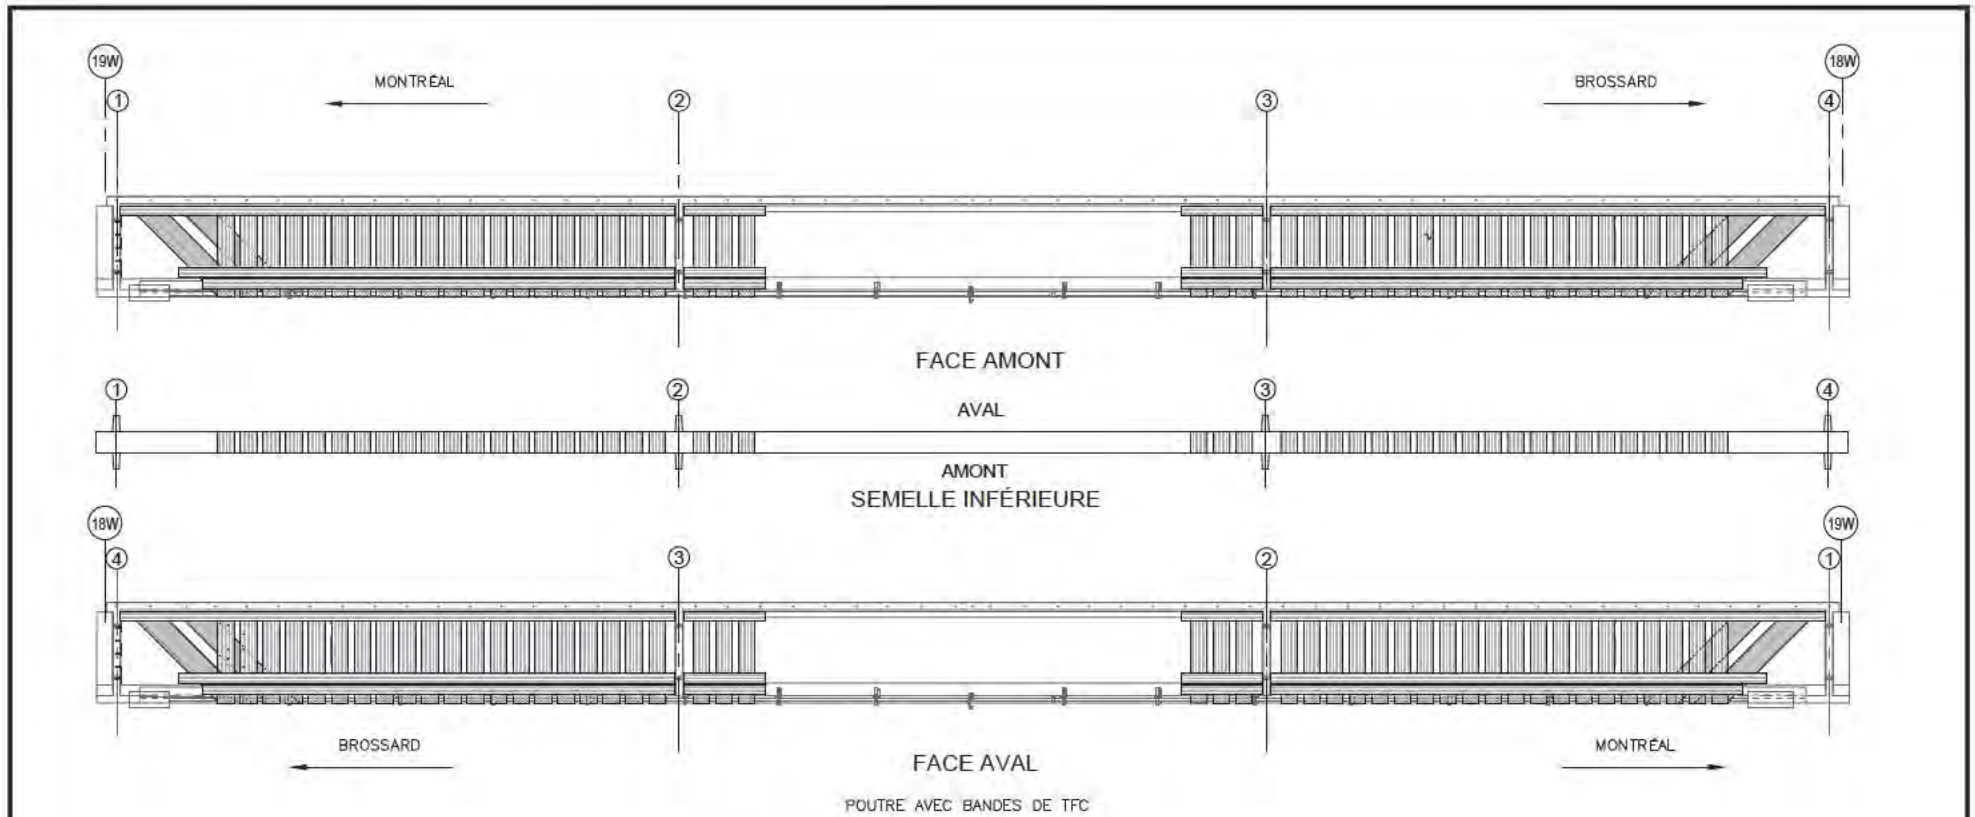 19W
18W
MONTRÉAL
BROSSARD
1
2
3
4
FACE AMONT
1
2
3
4
AVAL
AMONT
SEMELLE INFÉRIEURE
18W
19W
4
3
2
1
BROSSARD
MONTRÉAL
FACE AVAL
POUTRE AVEC BANDES DE TFC